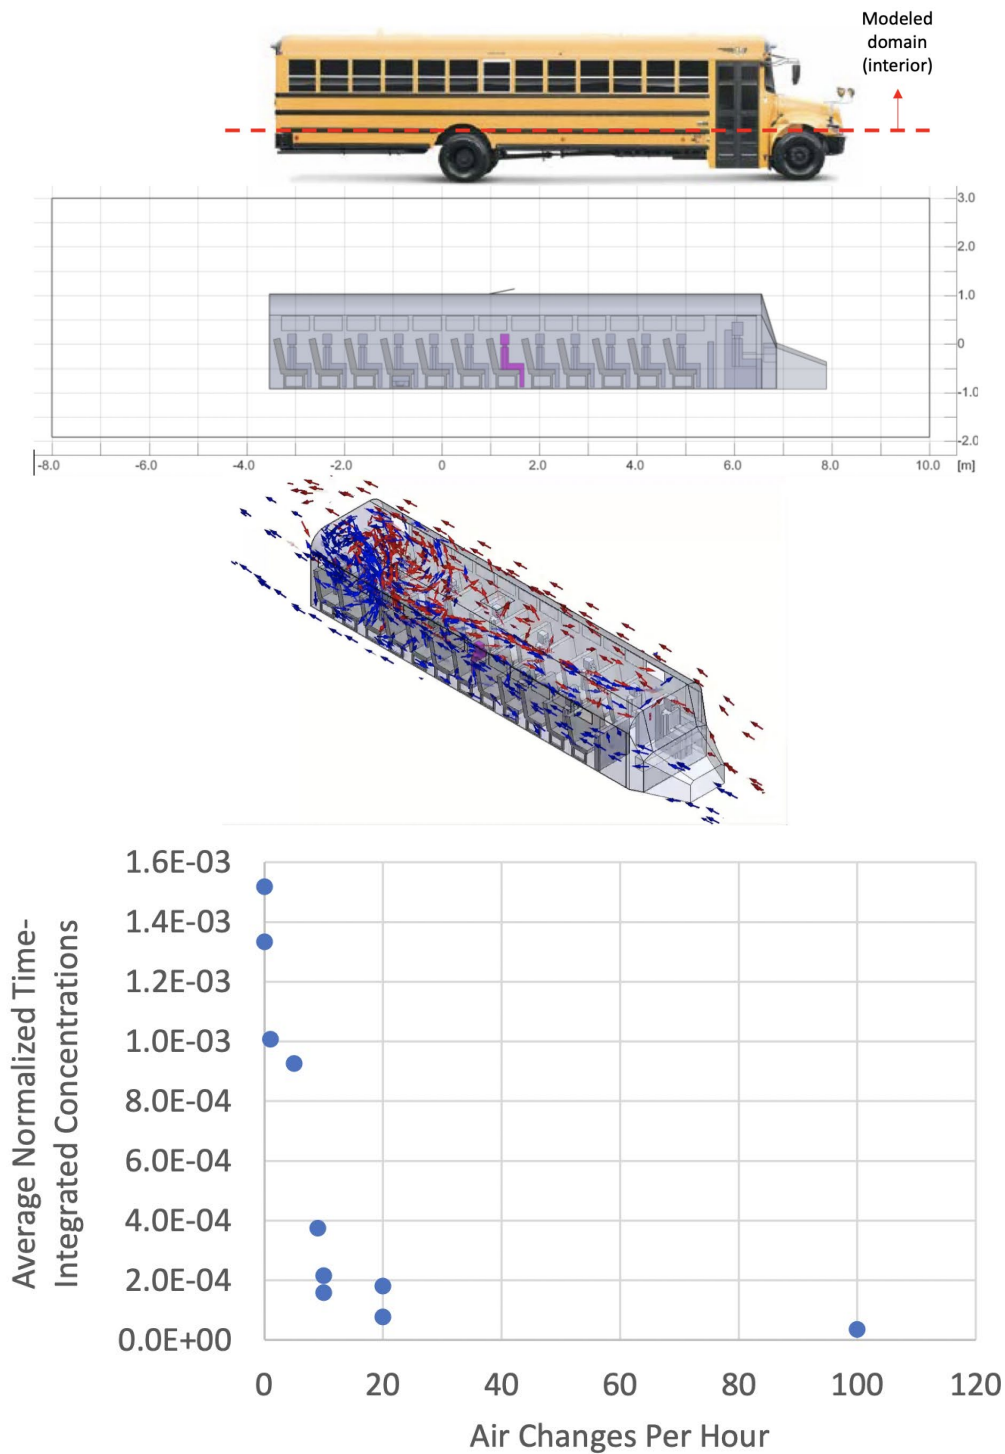 Modeled
domain
(interior)
3.0
2.0
1.0
0
-1.0
-2.0
-8.0 -6.0 -4.0 -2.0 0 2.0 4.0 6.0 8.0 10.0 [m]
1.6E-03
1.4E-03
1.2E-03
1.0E-03
8.0E-04
6.0E-04
4.0E-04
2.0E-04
0.0E+00
Average Normalized Time-
Integrated Concentrations
0 20 40 60 80 100 120
Air Changes Per Hour